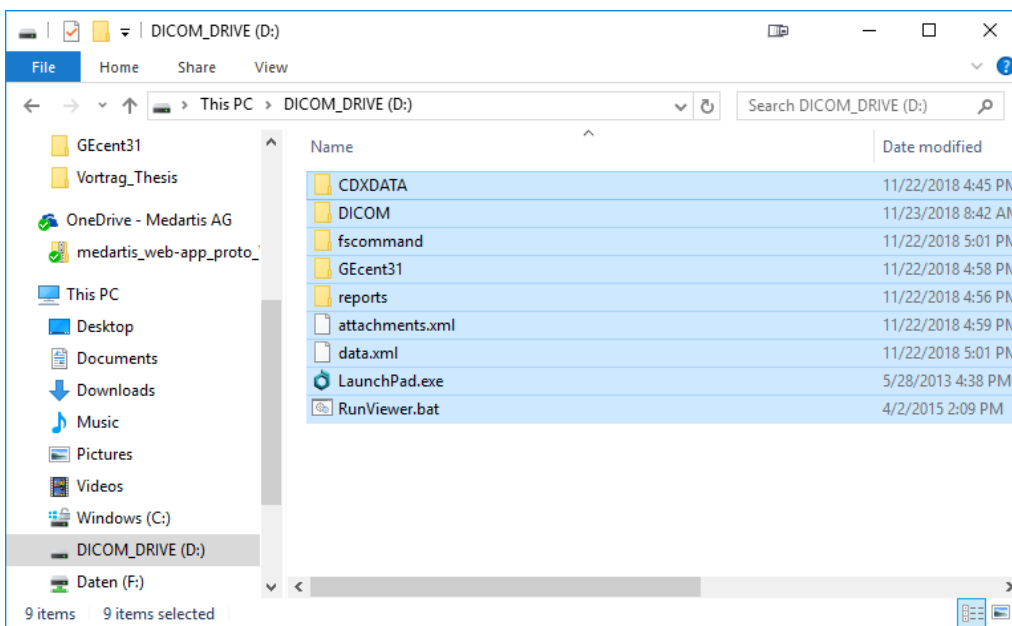 DICOM_DRIVE (D:)
File Home Share View
This PC > DICOM_DRIVE (D:) Search DICOM_DRIVE (D:)
GEcent31
Vortrag_Thesis
OneDrive - Medartis AG
medartis_web-app_proto_
This PC
Desktop
Documents
Downloads
Music
Pictures
Videos
Windows (C:)
DICOM_DRIVE (D:)
Daten (F:)
Name Date modified
CDXDATA 11/22/2018 4:45 PM
DICOM 11/23/2018 8:42 AM
fscommand 11/22/2018 5:01 PM
GEcent31 11/22/2018 4:58 PM
reports 11/22/2018 4:56 PM
attachments.xml 11/22/2018 4:59 PM
data.xml 11/22/2018 5:01 PM
LaunchPad.exe 5/28/2013 4:38 PM
RunViewer.bat 4/2/2015 2:09 PM
9 items 9 items selected